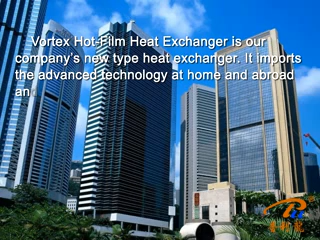 Vortex Hot-Film Heat Exchanger is our
company's new type heat exchanger. It imports
the advanced technology at home and abroad
an